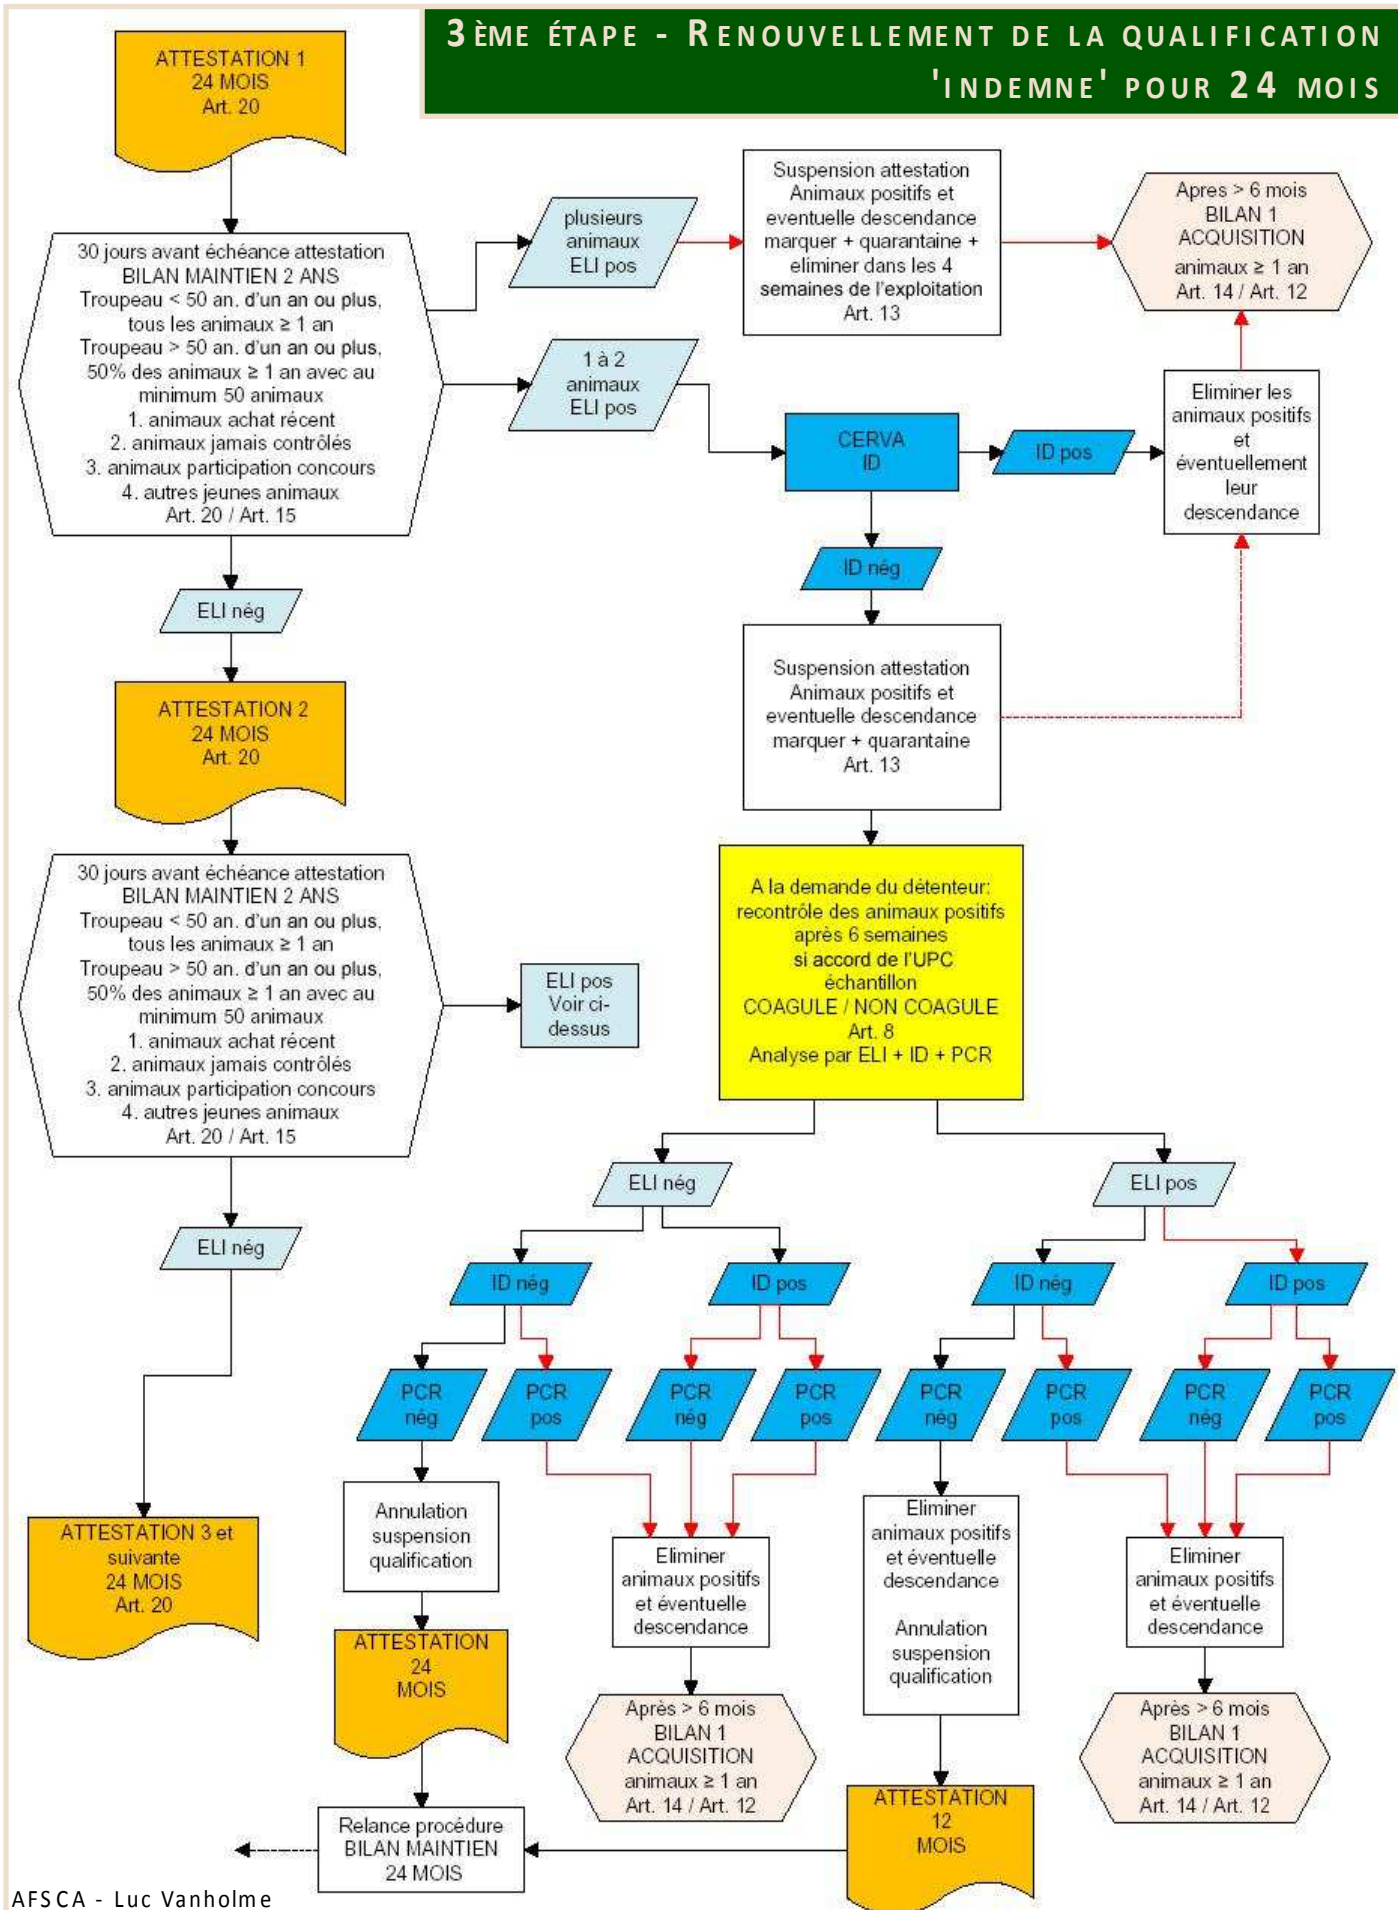 3ÈME ÉTAPE - RENOUVELLEMENT DE LA QUALIFICATION
'INDEMNE' POUR 24 MOIS
ATTESTATION 1
24 MOIS
Art. 20
30 jours avant échéance attestation
BILAN MAINTIEN 2 ANS
Troupeau < 50 an. d'un an ou plus,
tous les animaux ≥ 1 an
Troupeau > 50 an. d'un an ou plus,
50% des animaux ≥ 1 an avec au
minimum 50 animaux
1. animaux achat récent
2. animaux jamais contrôlés
3. animaux participation concours
4. autres jeunes animaux
Art. 20 / Art. 15
plusieurs
animaux
ELI pos
Suspension attestation
Animaux positifs et
eventuelle descendance
marquer + quarantaine +
eliminer dans les 4
semaines de l'exploitation
Art. 13
Apres > 6 mois
BILAN 1
ACQUISITION
animaux ≥ 1 an
Art. 14 / Art. 12
1 à 2
animaux
ELI pos
CERVA
ID
ID pos
Eliminer les
animaux positifs
et
éventuellement
leur
descendance
ID nég
Suspension attestation
Animaux positifs et
eventuelle descendance
marquer + quarantaine
Art. 13
ELI nég
ATTESTATION 2
24 MOIS
Art. 20
30 jours avant échéance attestation
BILAN MAINTIEN 2 ANS
Troupeau < 50 an. d'un an ou plus,
tous les animaux ≥ 1 an
Troupeau > 50 an. d'un an ou plus,
50% des animaux ≥ 1 an avec au
minimum 50 animaux
1. animaux achat récent
2. animaux jamais contrôlés
3. animaux participation concours
4. autres jeunes animaux
Art. 20 / Art. 15
ELI pos
Voir ci-
dessus
A la demande du détenteur:
recontrôle des animaux positifs
après 6 semaines
si accord de l'UPC
échantillon
COAGULE / NON COAGULE
Art. 8
Analyse par ELI + ID + PCR
ELI nég
ATTESTATION 3 et
suivante
24 MOIS
Art. 20
ELI nég
ELI pos
ID nég
ID pos
ID nég
ID pos
PCR
nég
PCR
pos
PCR
nég
PCR
pos
PCR
nég
PCR
pos
PCR
nég
PCR
pos
Annulation
suspension
qualification
ATTESTATION
24
MOIS
Relance procédure
BILAN MAINTIEN
24 MOIS
Eliminer
animaux positifs
et éventuelle
descendance
Après > 6 mois
BILAN 1
ACQUISITION
animaux ≥ 1 an
Art. 14 / Art. 12
Eliminer
animaux positifs
et éventuelle
descendance
Annulation
suspension
qualification
ATTESTATION
12
MOIS
Eliminer
animaux positifs
et éventuelle
descendance
Après > 6 mois
BILAN 1
ACQUISITION
animaux ≥ 1 an
Art. 14 / Art. 12
AFSCA - Luc Vanholme